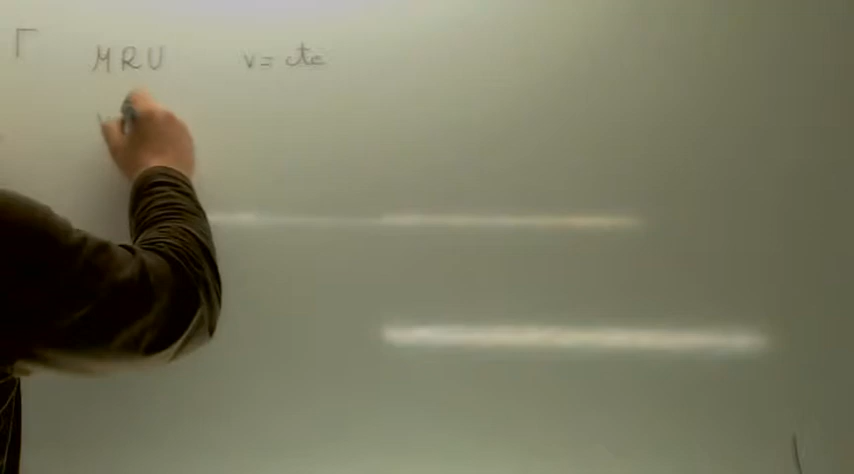 MRU v = cte